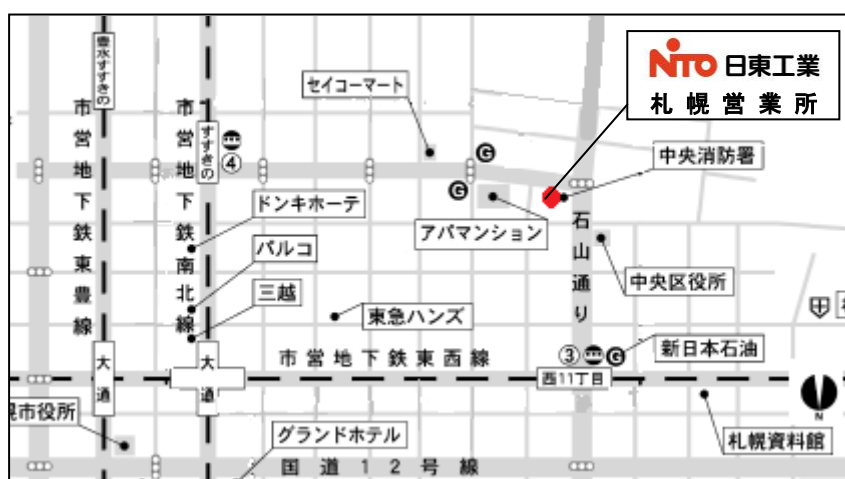 NITO 日東工業
札幌営業所
豊水すすきの
市営地下鉄東豊線
市営地下鉄南北線
すすきの
④
セイコーマート
G
G
中央消防署
アパマンション
ドンキホーテ
パルコ
三越
東急ハンズ
石山通り
中央区役所
③
G
新日本石油
市営地下鉄東西線
西11丁目
大通
大通
N
幌市役所
グランドホテル
札幌資料館
国道12号線